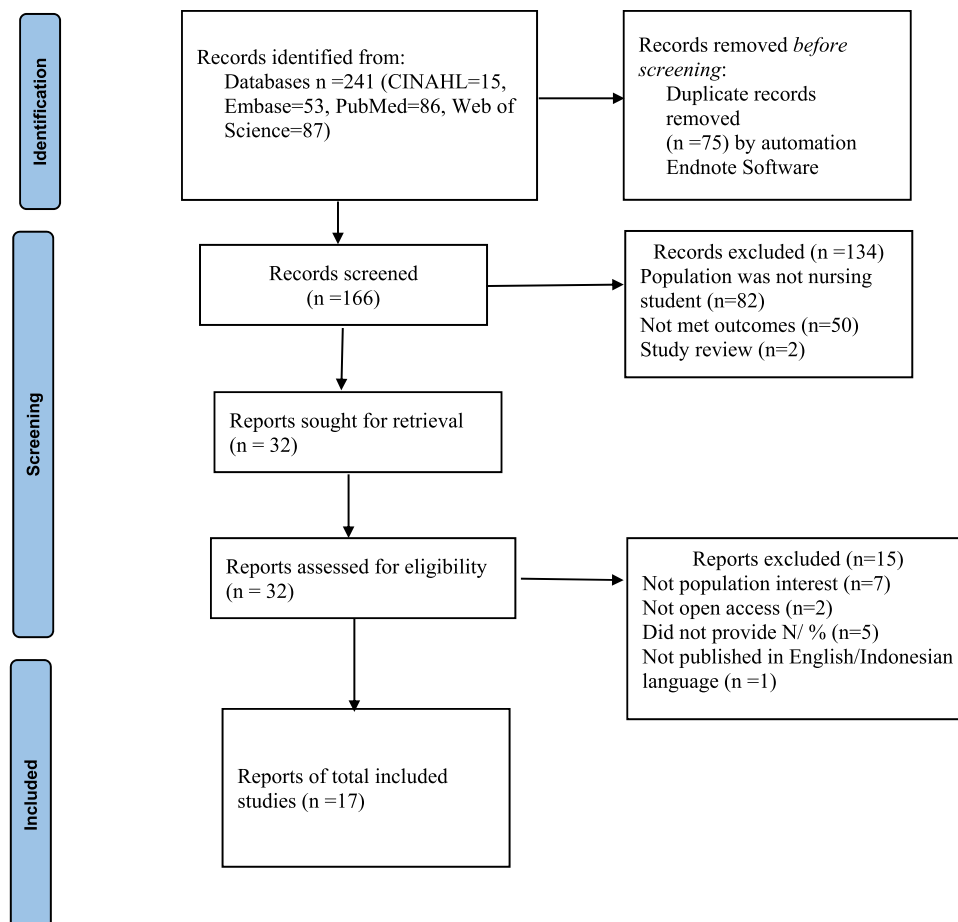 Identification
Records identified from:
Databases n =241 (CINAHL=15,
Embase=53, PubMed=86, Web of
Science=87)
Records removed before
screening:
Duplicate records
removed
(n =75) by automation
Endnote Software
Screening
Records screened
(n =166)
Records excluded (n =134)
Population was not nursing
student (n=82)
Not met outcomes (n=50)
Study review (n=2)
Reports sought for retrieval
(n = 32)
Reports assessed for eligibility
(n = 32)
Reports excluded (n=15)
Not population interest (n=7)
Not open access (n=2)
Did not provide N/ % (n=5)
Not published in English/Indonesian
language (n =1)
Included
Reports of total included
studies (n =17)